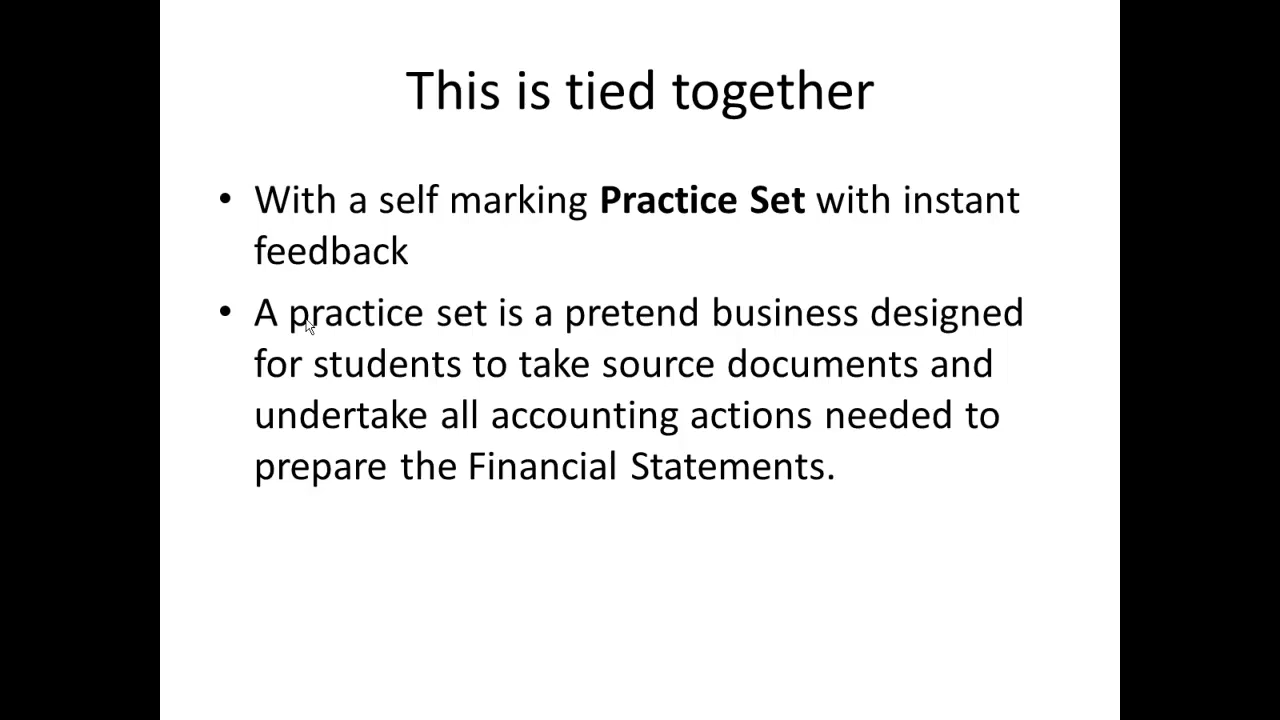 This is tied together
• With a self marking Practice Set with instant
feedback
• A practice set is a pretend business designed
for students to take source documents and
undertake all accounting actions needed to
prepare the Financial Statements.